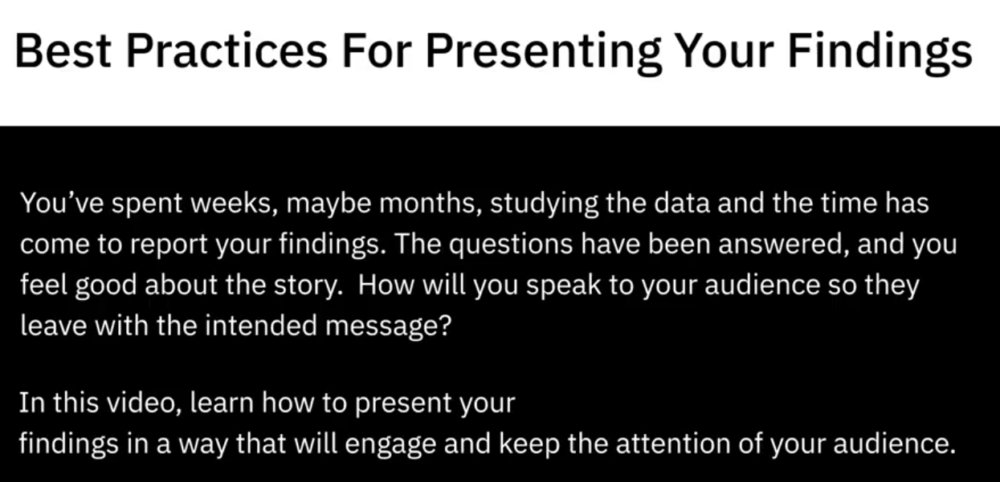 Best Practices For Presenting Your Findings
You’ve spent weeks, maybe months, studying the data and the time has
come to report your findings. The questions have been answered, and you
feel good about the story.  How will you speak to your audience so they
leave with the intended message?
In this video, learn how to present your
findings in a way that will engage and keep the attention of your audience.